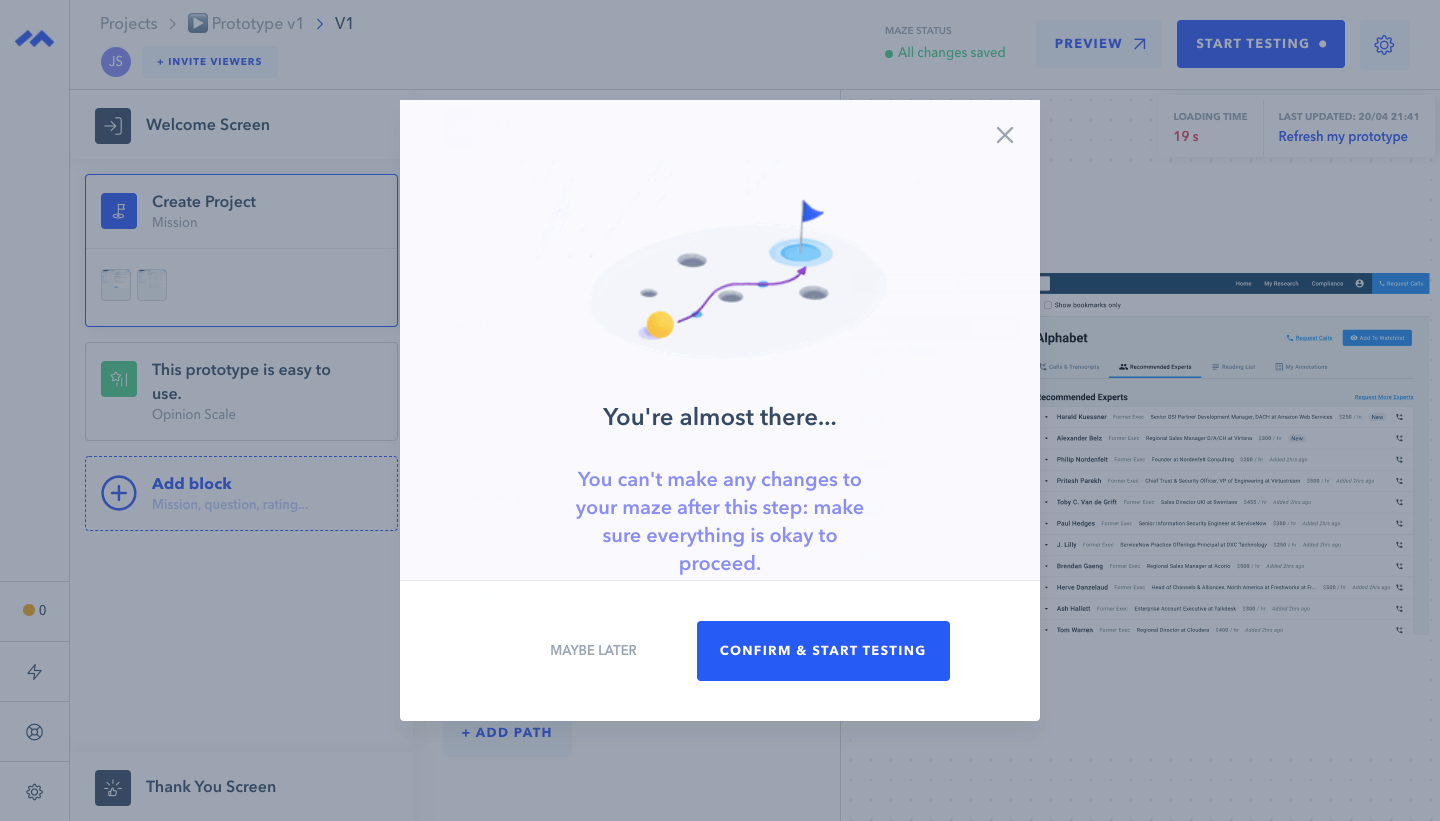 Projects > Prototype v1 > V1
JS
+ INVITE VIEWERS
MAZE STATUS
All changes saved
PREVIEW
START TESTING
Welcome Screen
Create Project
Mission
This prototype is easy to
use.
Opinion Scale
Add block
Mission, question, rating...
0
Thank You Screen
+ ADD PATH
You're almost there...
You can't make any changes to
your maze after this step: make
sure everything is okay to
proceed.
MAYBE LATER
CONFIRM & START TESTING
LOADING TIME
19 s
LAST UPDATED: 20/04 21:41
Refresh my prototype
Home My Research Compliance Request Calls
Show bookmarks only
Alphabet
Request Calls Add To Watchlist
Calls & Transcripts Recommended Experts Reading List My Annotations
Recommended Experts Request More Experts
Harald Kuessner Former Exec Senior GSI Partner Development Manager, DACH at Amazon Web Services / hr New
Alexander Belz Former Exec Regional Sales Manager D/A/CH at Virtana / hr New
Philip Nordenfelt Former Exec Founder at Nordenfelt Consulting / hr Added 2hrs ago
Pritesh Parekh Former Exec Chief Trust & Security Officer, VP of Engineering at Virtustream / hr Added 2hrs ago
Toby C. Van de Grift Former Exec Sales Director UKI at Swimlane / hr Added 2hrs ago
Paul Hedges Former Exec Senior Information Security Engineer at ServiceNow / hr Added 2hrs ago
J. Lilly Former Exec ServiceNow Practice Offerings Principal at DXC Technology / hr Added 2hrs ago
Brendan Gaeng Former Exec Regional Sales Manager at / hr Added 2hrs ago
Herve Danzelaud Former Exec Head of Channels & Alliances, North America at Freshworks at Fr... / hr Added 2hrs ago
Ash Hallett Former Exec Enterprise Account Executive at Talkdesk / hr Added 2hrs ago
Tom Warren Former Exec Regional Director at Cloudera / hr Added 2hrs ago